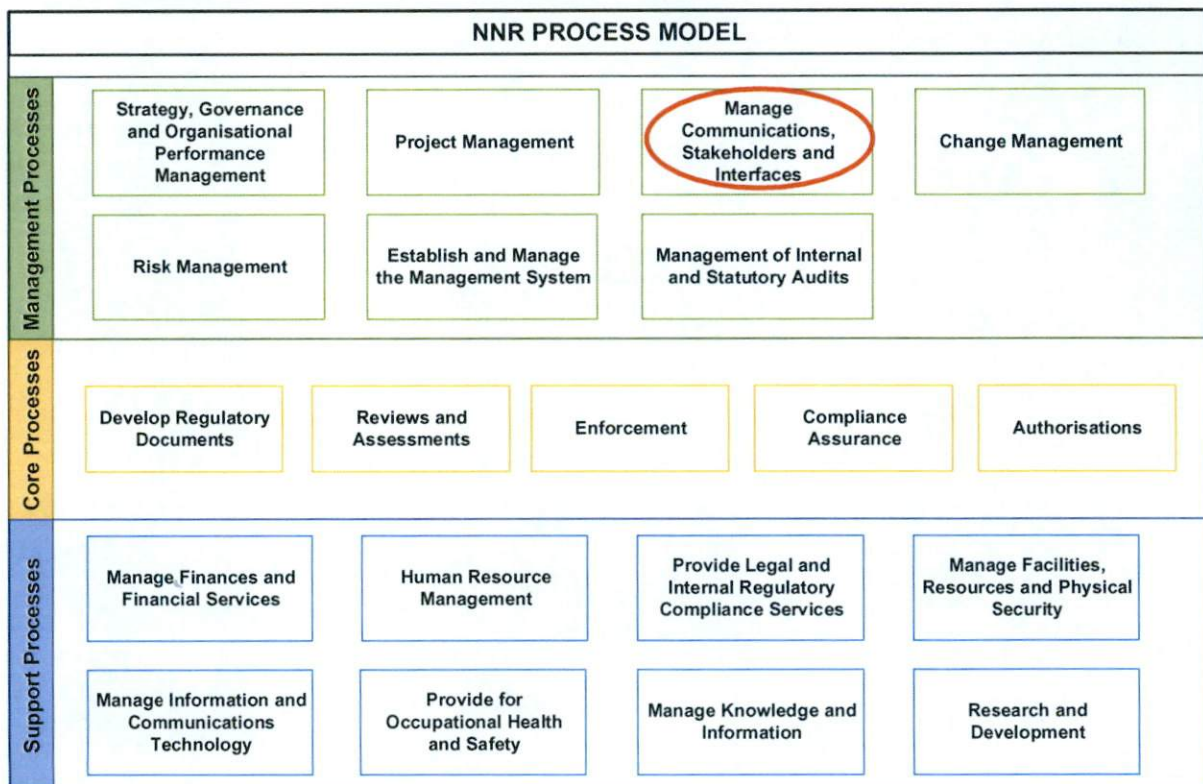 NNR PROCESS MODEL
Management Processes
Strategy, Governance
and Organisational
Performance
Management
Project Management
Manage
Communications,
Stakeholders and
Interfaces
Change Management
Risk Management
Establish and Manage
the Management System
Management of Internal
and Statutory Audits
Core Processes
Develop Regulatory
Documents
Reviews and
Assessments
Enforcement
Compliance
Assurance
Authorisations
Support Processes
Manage Finances and
Financial Services
Human Resource
Management
Provide Legal and
Internal Regulatory
Compliance Services
Manage Facilities,
Resources and Physical
Security
Manage Information and
Communications
Technology
Provide for
Occupational Health
and Safety
Manage Knowledge and
Information
Research and
Development